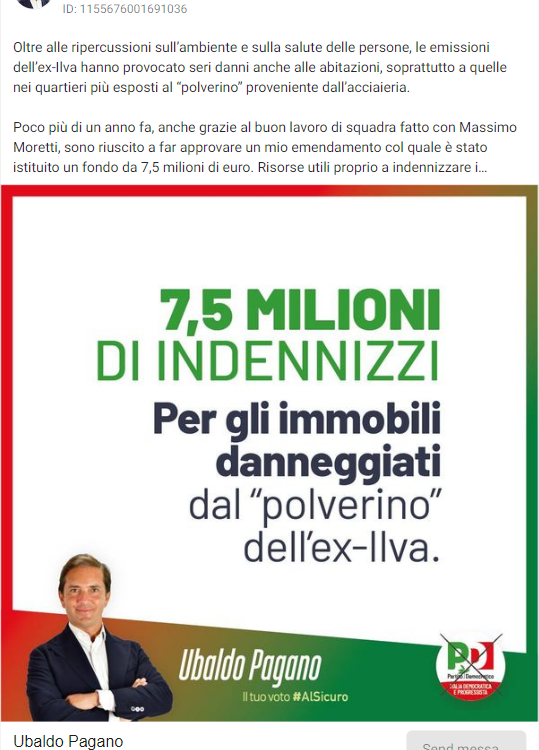 ID: 1155676001691036
Oltre alle ripercussioni sull'ambiente e sulla salute delle persone, le emissioni
dell'ex-Ilva hanno provocato seri danni anche alle abitazioni, soprattutto a quelle
nei quartieri più esposti al “polverino” proveniente dall'acciaieria.
Poco più di un anno fa, anche grazie al buon lavoro di squadra fatto con Massimo
Moretti, sono riuscito a far approvare un mio emendamento col quale è stato
istituito un fondo da 7,5 milioni di euro. Risorse utili proprio a indennizzare i...
7,5 MILIONI
DI INDENNIZZI
Per gli immobili
danneggiati
dal “polverino”
dell'ex-Ilva.
Ubaldo Pagano
Il tuo voto #AlSicuro
PD
Partito Democratico
ITALIA DEMOCRATICA
E PROGRESSISTA
Ubaldo Pagano
Send messa